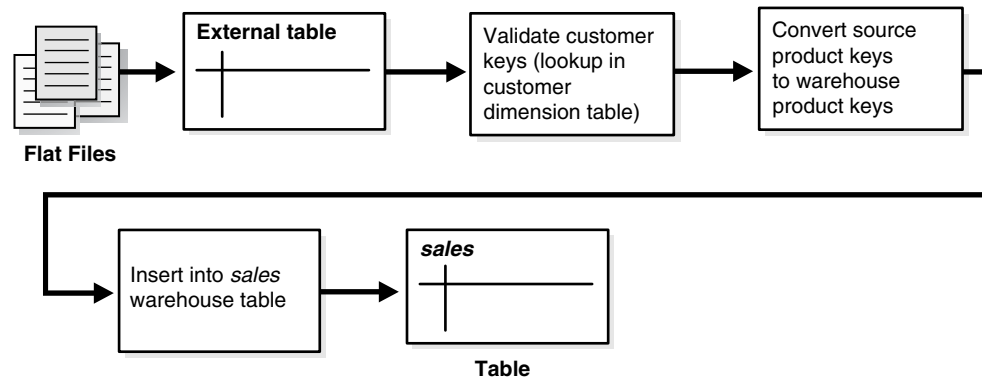 External table
Validate customer
keys (lookup in
customer
dimension table)
Convert source
product keys
to warehouse
product keys
Flat Files
Insert into sales
warehouse table
sales
Table